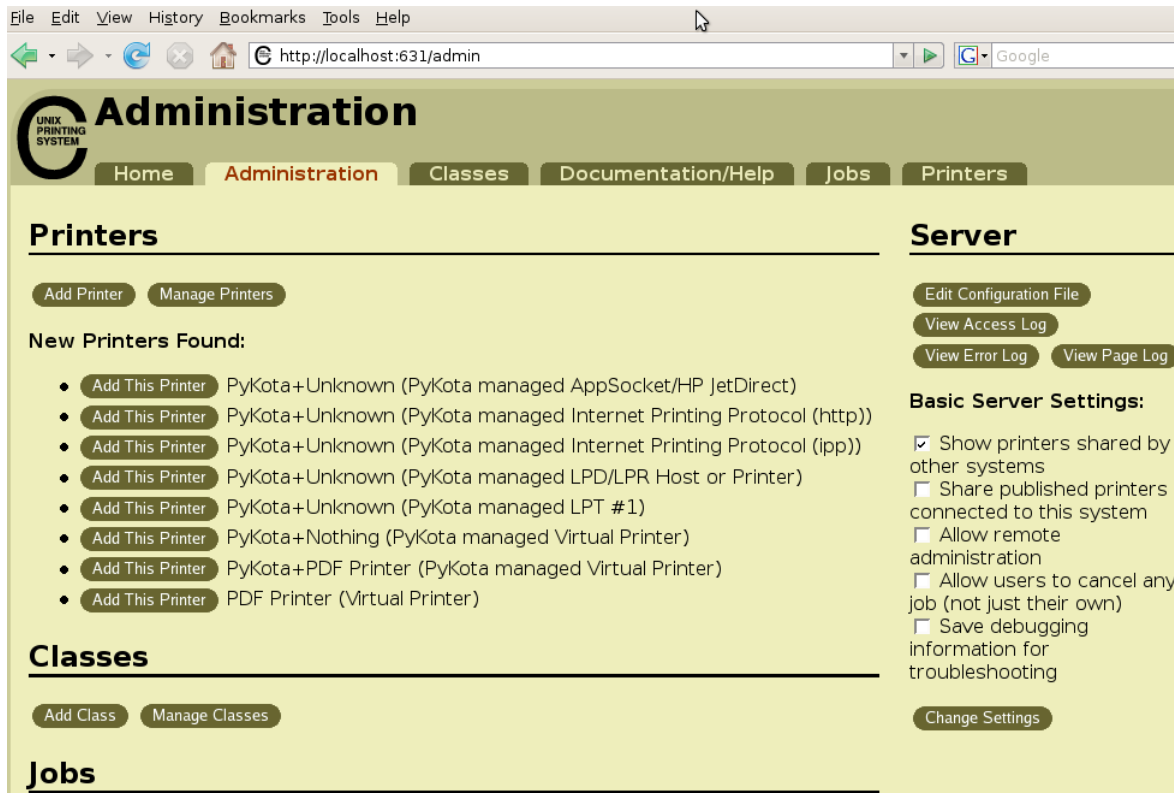 File Edit View History Bookmarks Tools Help
http://localhost:631/admin
G Google
UNIX
PRINTING
SYSTEM
Administration
Home Administration Classes Documentation/Help Jobs Printers
Printers
Add Printer Manage Printers
New Printers Found:
Add This Printer PyKota+Unknown (PyKota managed AppSocket/HP JetDirect)
Add This Printer PyKota+Unknown (PyKota managed Internet Printing Protocol (http))
Add This Printer PyKota+Unknown (PyKota managed Internet Printing Protocol (ipp))
Add This Printer PyKota+Unknown (PyKota managed LPD/LPR Host or Printer)
Add This Printer PyKota+Unknown (PyKota managed LPT #1)
Add This Printer PyKota+Nothing (PyKota managed Virtual Printer)
Add This Printer PyKota+PDF Printer (PyKota managed Virtual Printer)
Add This Printer PDF Printer (Virtual Printer)
Classes
Add Class Manage Classes
Jobs
Server
Edit Configuration File
View Access Log
View Error Log View Page Log
Basic Server Settings:
Show printers shared by
other systems
Share published printers
connected to this system
Allow remote
administration
Allow users to cancel any
job (not just their own)
Save debugging
information for
troubleshooting
Change Settings